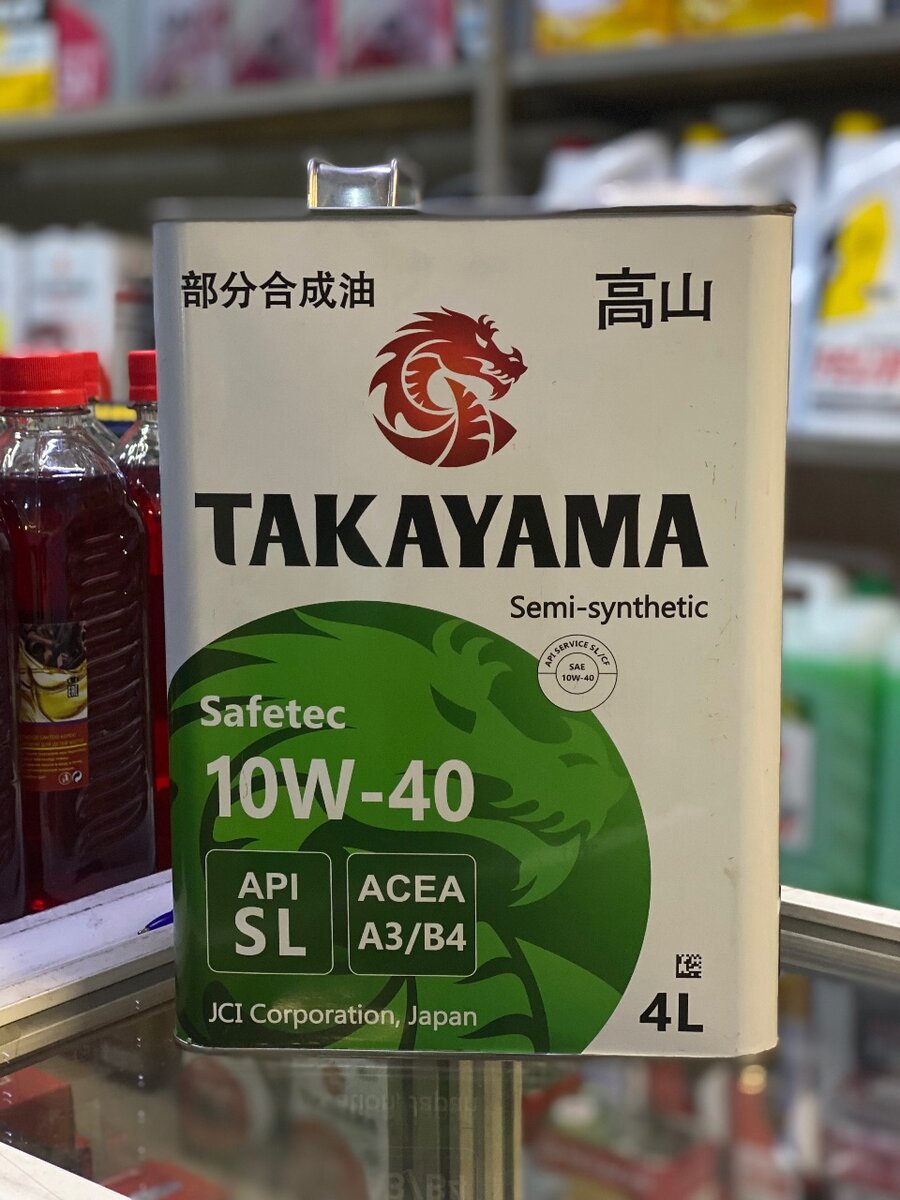 部分合成油
高山
TAKAYAMA
Semi-synthetic
API SERVICE SL/CF
SAE
10W-40
Safetec
10W-40
API
SL
ACEA
A3/B4
JCI Corporation, Japan
4L